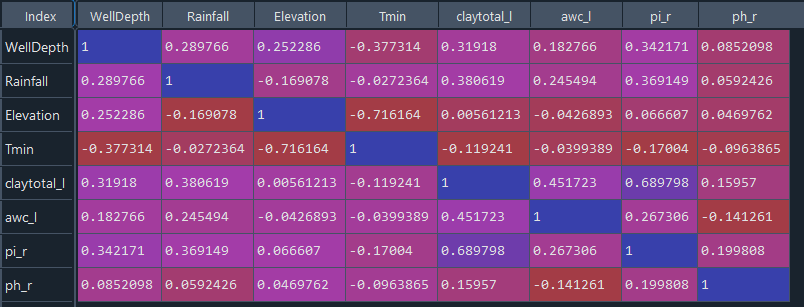 Index WellDepth Rainfall Elevation Tmin claytotal_l awc_l pi_r ph_r
WellDepth 1 0.289766 0.252286 -0.377314 0.31918 0.182766 0.342171 0.0852098
Rainfall 0.289766 1 -0.169078 -0.0272364 0.380619 0.245494 0.369149 0.0592426
Elevation 0.252286 -0.169078 1 -0.716164 0.00561213 -0.0426893 0.066607 0.0469762
Tmin -0.377314 -0.0272364 -0.716164 1 -0.119241 -0.0399389 -0.17004 -0.0963865
claytotal_l 0.31918 0.380619 0.00561213 -0.119241 1 0.451723 0.689798 0.15957
awc_l 0.182766 0.245494 -0.0426893 -0.0399389 0.451723 1 0.267306 -0.141261
pi_r 0.342171 0.369149 0.066607 -0.17004 0.689798 0.267306 1 0.199808
ph_r 0.0852098 0.0592426 0.0469762 -0.0963865 0.15957 -0.141261 0.199808 1